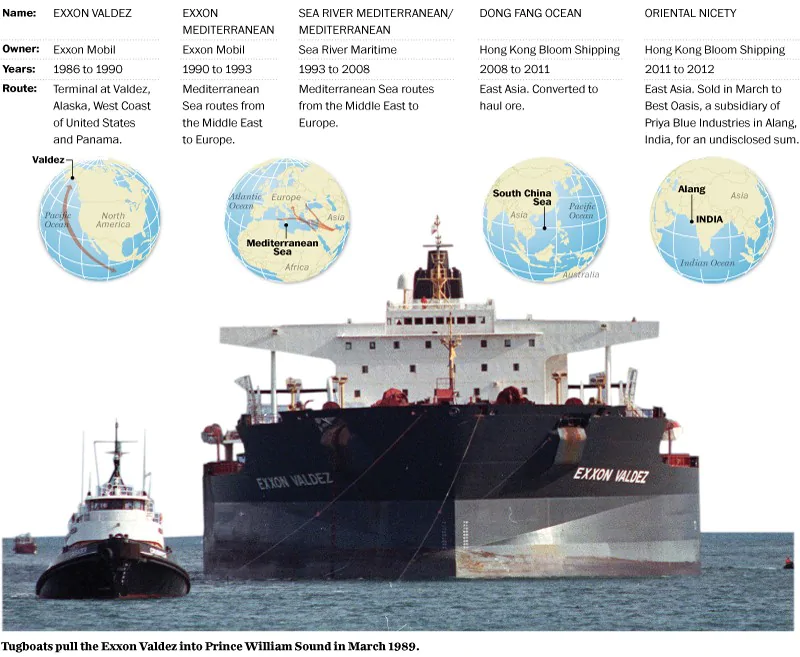 Name: EXXON VALDEZ
EXXON
MEDITERRANEAN
SEA RIVER MEDITERRANEAN/
MEDITERRANEAN
DONG FANG OCEAN
ORIENTAL NICETY
Owner: Exxon Mobil
Exxon Mobil
Sea River Maritime
Hong Kong Bloom Shipping
Hong Kong Bloom Shipping
Years: 1986 to 1990
1990 to 1993
1993 to 2008
2008 to 2011
2011 to 2012
Route: Terminal at Valdez,
Alaska, West Coast
of United States
and Panama.
Mediterranean
Sea routes from
the Middle East
to Europe.
Mediterranean Sea routes
from the Middle East to
Europe.
East Asia. Converted to
haul ore.
East Asia. Sold in March to
Best Oasis, a subsidiary of
Priya Blue Industries in Alang,
India, for an undisclosed sum.
Valdez
Pacific
Ocean
North
America
Atlantic
Ocean
Europe
Asia
Mediterranean
Sea
Africa
South China
Sea
Asia
Pacific
Ocean
Australia
Alang
Asia
INDIA
Indian Ocean
EXXON VALDEZ
EXXON VALDEZ
Tugboats pull the Exxon Valdez into Prince William Sound in March 1989.